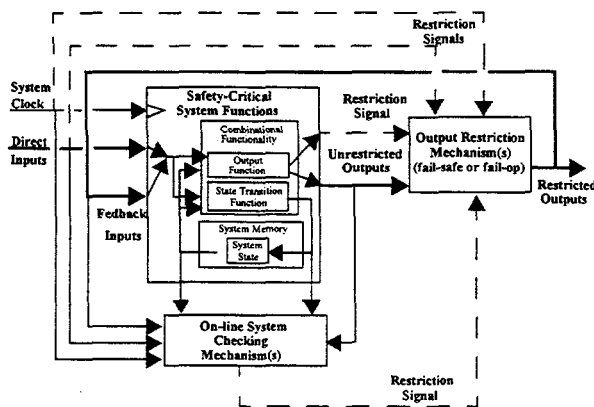 Restriction
Signals
System
Clock
Safety-Critical
System Functions
Combinational
Functionality
Restriction
Signal
Output Restriction
Mechanism(s)
(fail-safe or fail-op)
Direct
Inputs
Output
Function
Unrestricted
Outputs
Restricted
Outputs
State Transition
Function
Fedback
Inputs
System Memory
System
State
On-line System
Checking
Mechanism(s)
Restriction
Signal